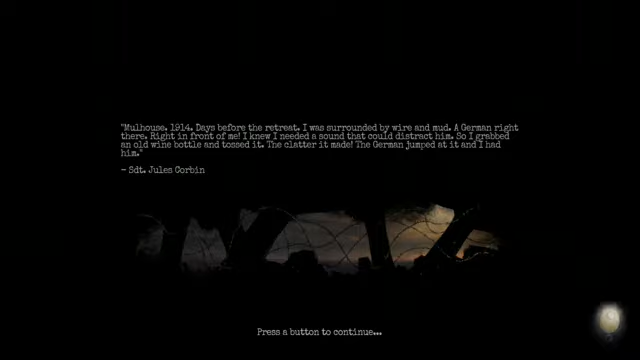 "Mulhouse. 1914. Days before the retreat. I was surrounded by wire and mud. A German right
there. Right in front of me! I knew I needed a sound that could distract him. So I grabbed
an old wine bottle and tossed it. The clatter it made! The German jumped at it and I had
him."
- Sdt. Jules Corbin
Press a button to continue...